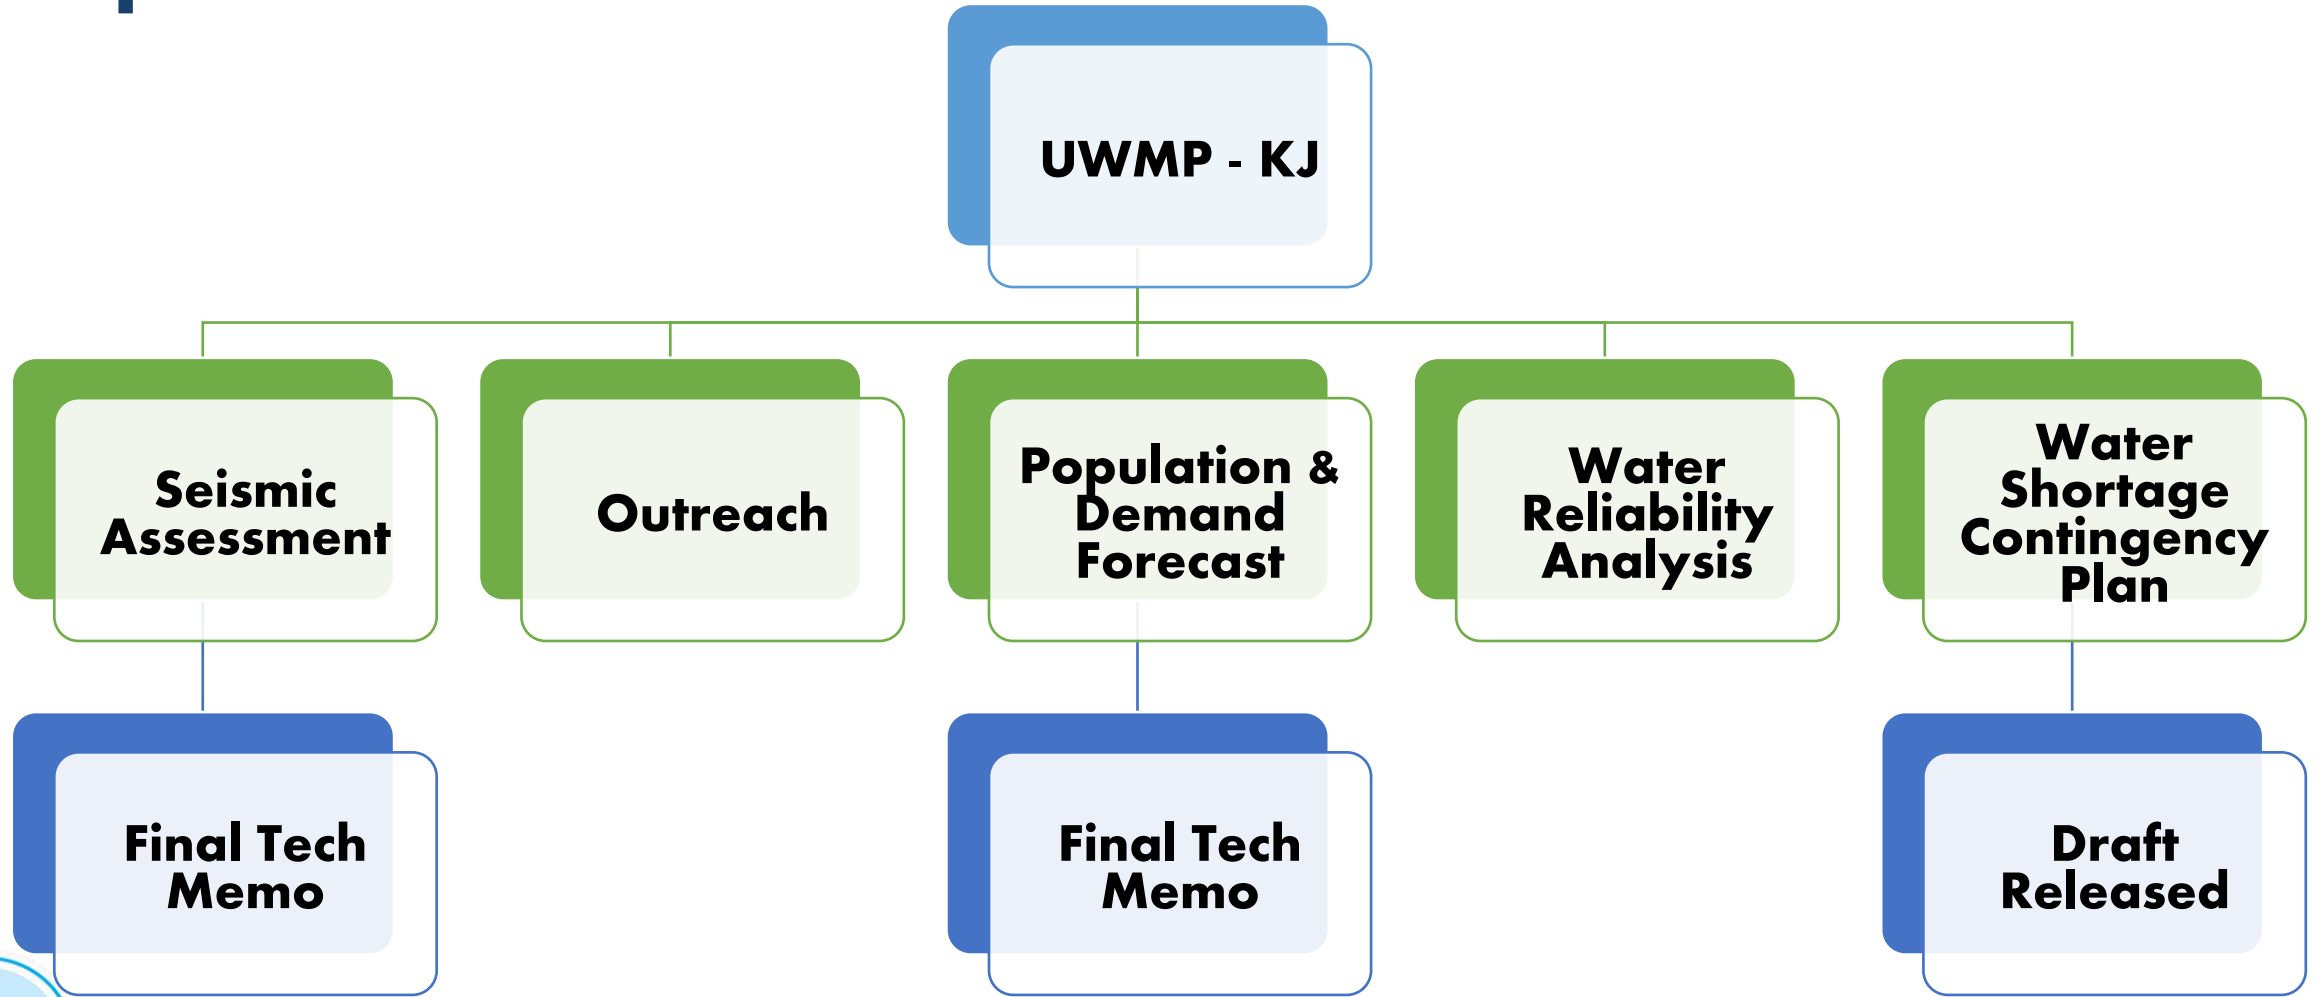 UWMP - KJ
Seismic
Assessment
Outreach
Population &
Demand
Forecast
Water
Reliability
Analysis
Water
Shortage
Contingency
Plan
Final Tech
Memo
Final Tech
Memo
Draft
Released